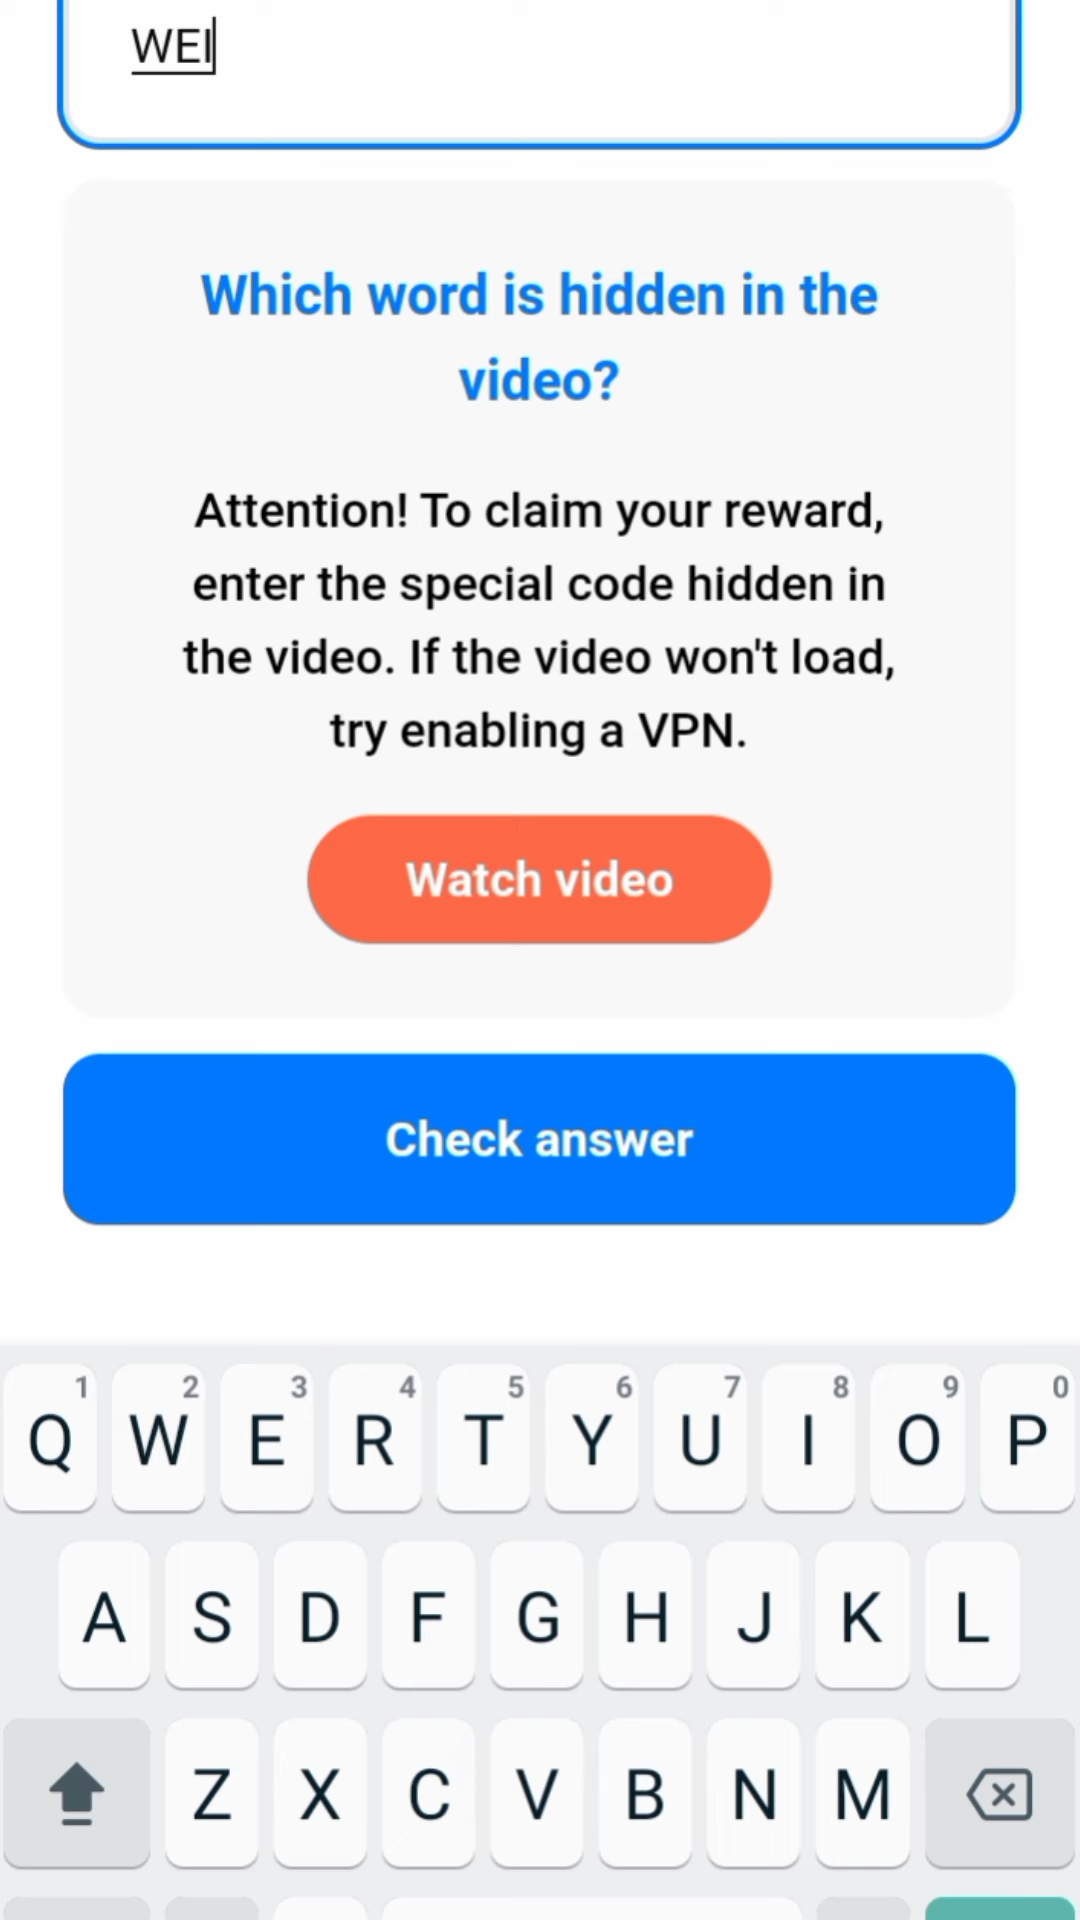 WEI
Which word is hidden in the
video?
Attention! To claim your reward,
enter the special code hidden in
the video. If the video won't load,
try enabling a VPN.
Watch video
Check answer
1 2 3 4 5 6 7 8 9 0
Q W E R T Y U I O P
A S D F G H J K L
Z X C V B N M